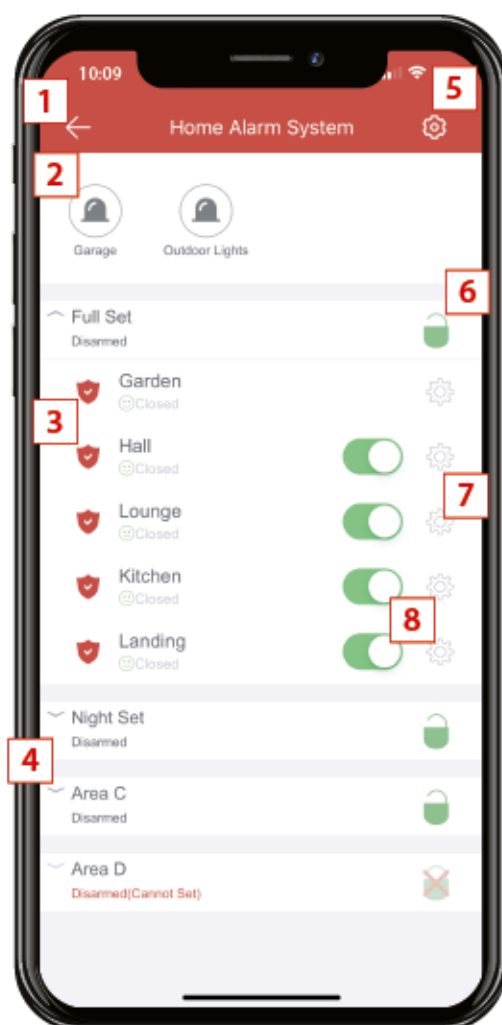 10:09
1
5
Home Alarm System
2
Garage Outdoor Lights
6
Full Set
Disarmed
Garden
Closed
3
Hall
Closed
7
Lounge
Closed
Kitchen
Closed
8
Landing
Closed
Night Set
Disarmed
4
Area C
Disarmed
Area D
Disarmed(Cannot Set)